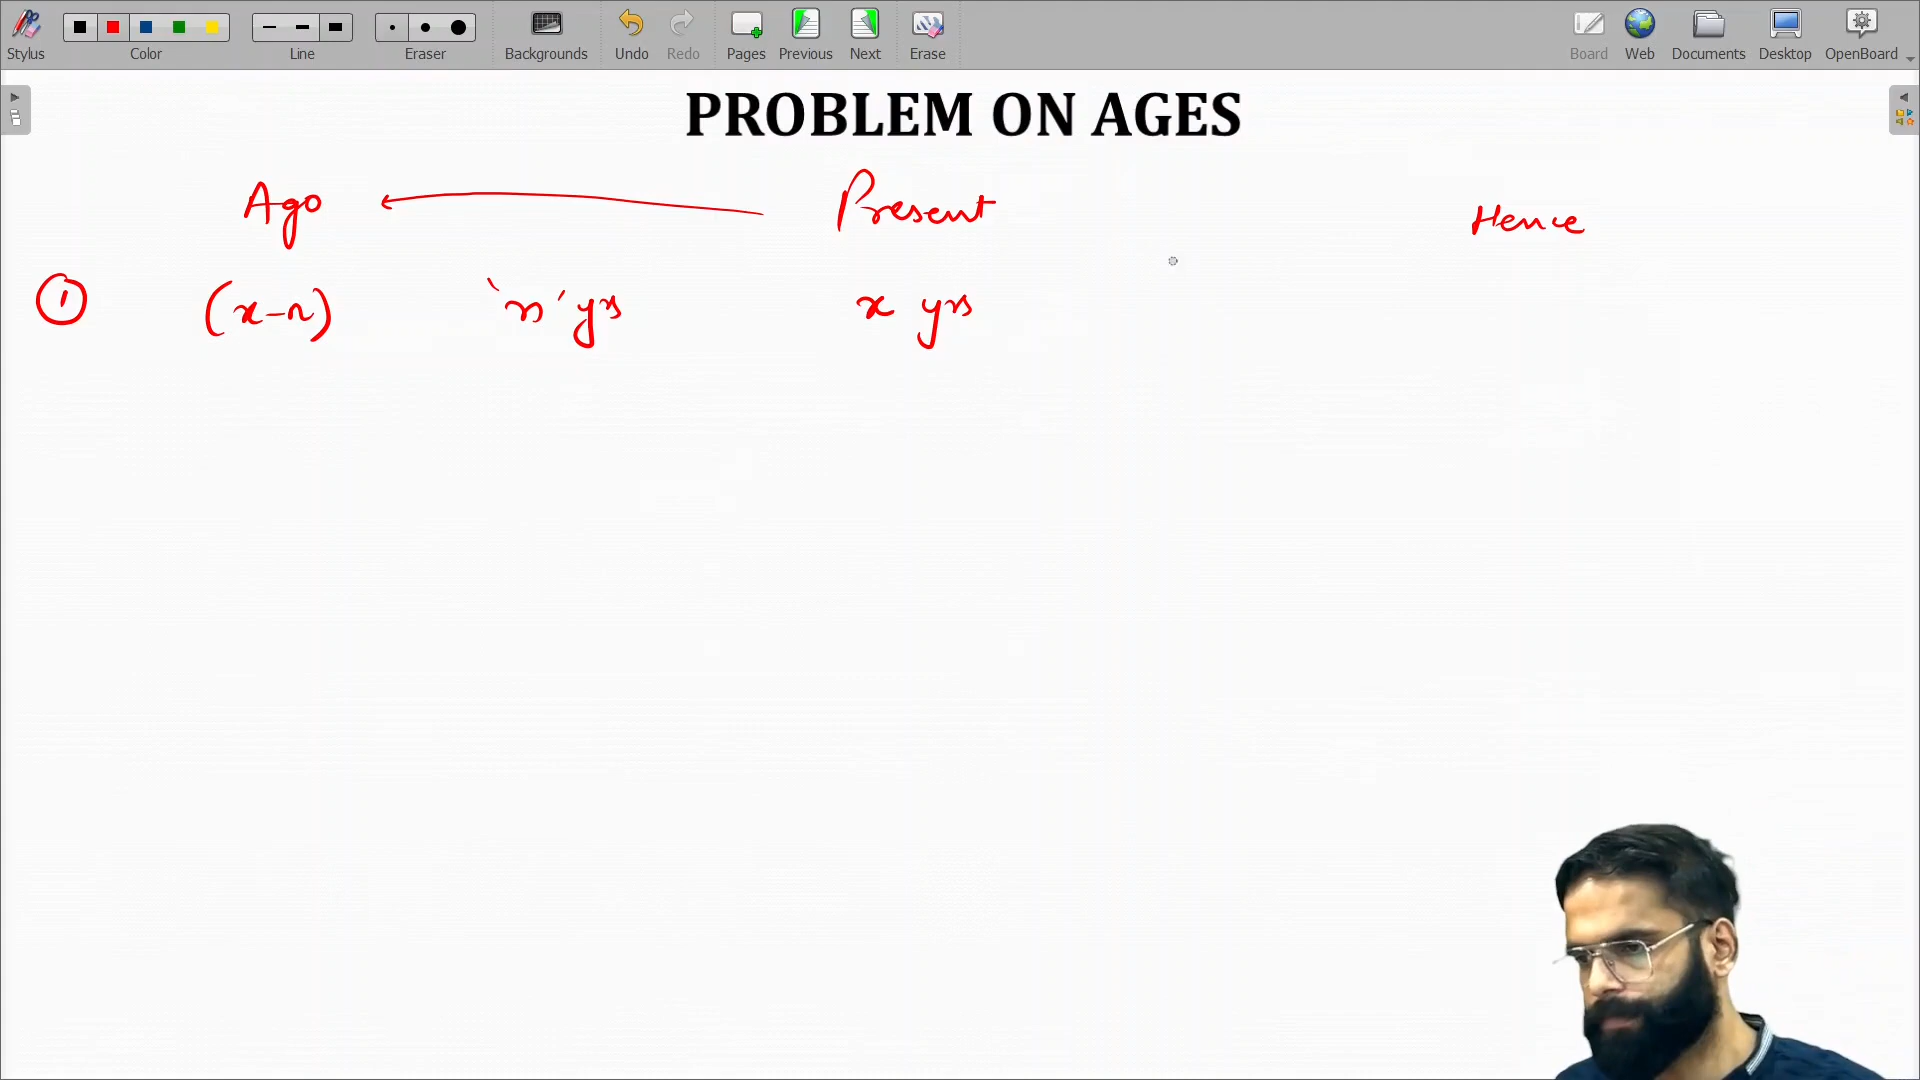 Stylus Color Line Eraser Backgrounds Undo Redo Pages Previous Next Erase Board Web Documents Desktop OpenBoard
PROBLEM ON AGES
Ago Present Hence
1 (x-n) 'n' yrs x yrs